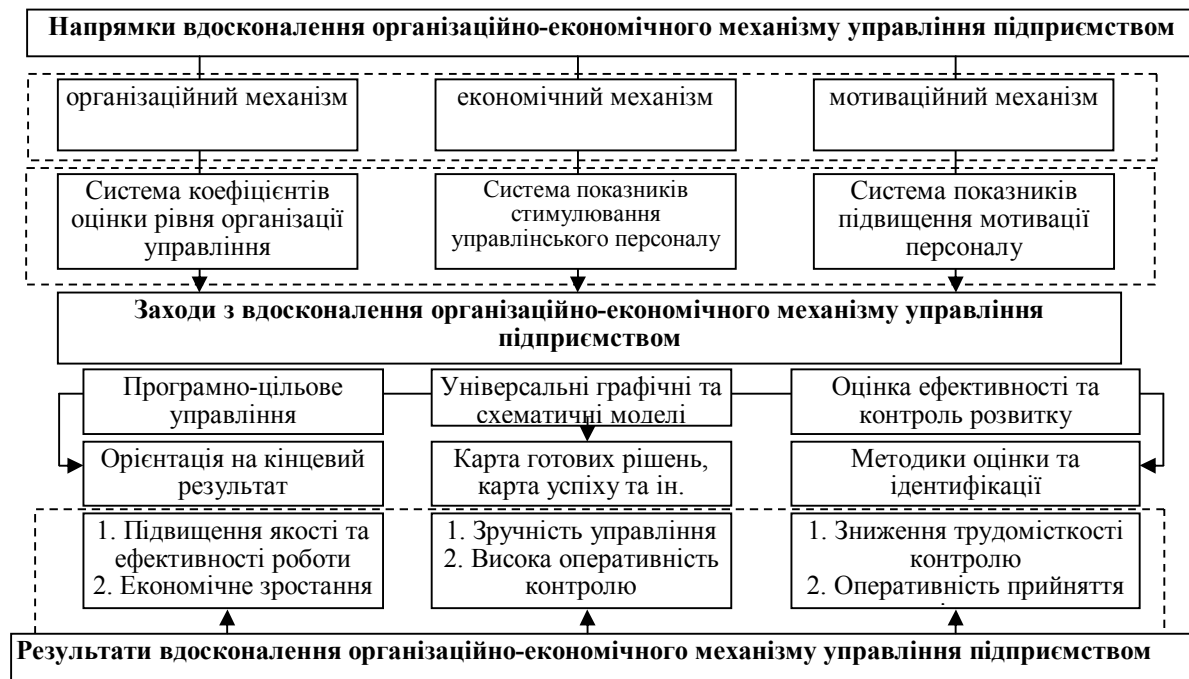 Напрямки вдосконалення організаційно-економічного механізму управління підприємством
організаційний механізм
економічний механізм
мотиваційний механізм
Система коефіцієнтів
оцінки рівня організації
управління
Система показників
стимулювання
управлінського персоналу
Система показників
підвищення мотивації
персоналу
Заходи з вдосконалення організаційно-економічного механізму управління
підприємством
Програмно-цільове
управління
Універсальні графічні та
схематичні моделі
Оцінка ефективності та
контроль розвитку
Орієнтація на кінцевий
результат
Карта готових рішень,
карта успіху та ін.
Методики оцінки та
ідентифікації
1. Підвищення якості та
ефективності роботи
2. Економічне зростання
1. Зручність управління
2. Висока оперативність
контролю
1. Зниження трудомісткості
контролю
2. Оперативність прийняття
Результати вдосконалення організаційно-економічного механізму управління підприємством